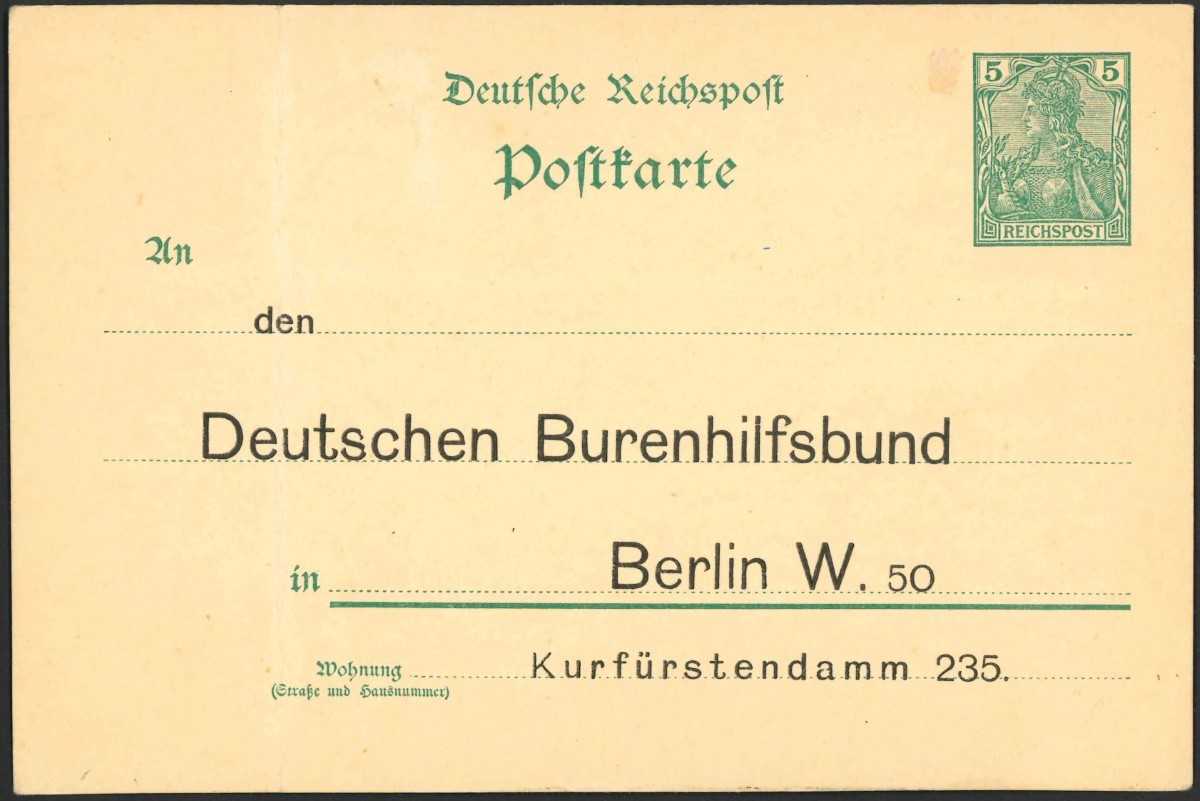 Deutsche Reichspost
Postkarte
5 5
REICHSPOST
An
den
Deutschen Burenhilfsbund
in Berlin W. 50
Wohnung Kurfürstendamm 235.
(Straße und Hausnummer)